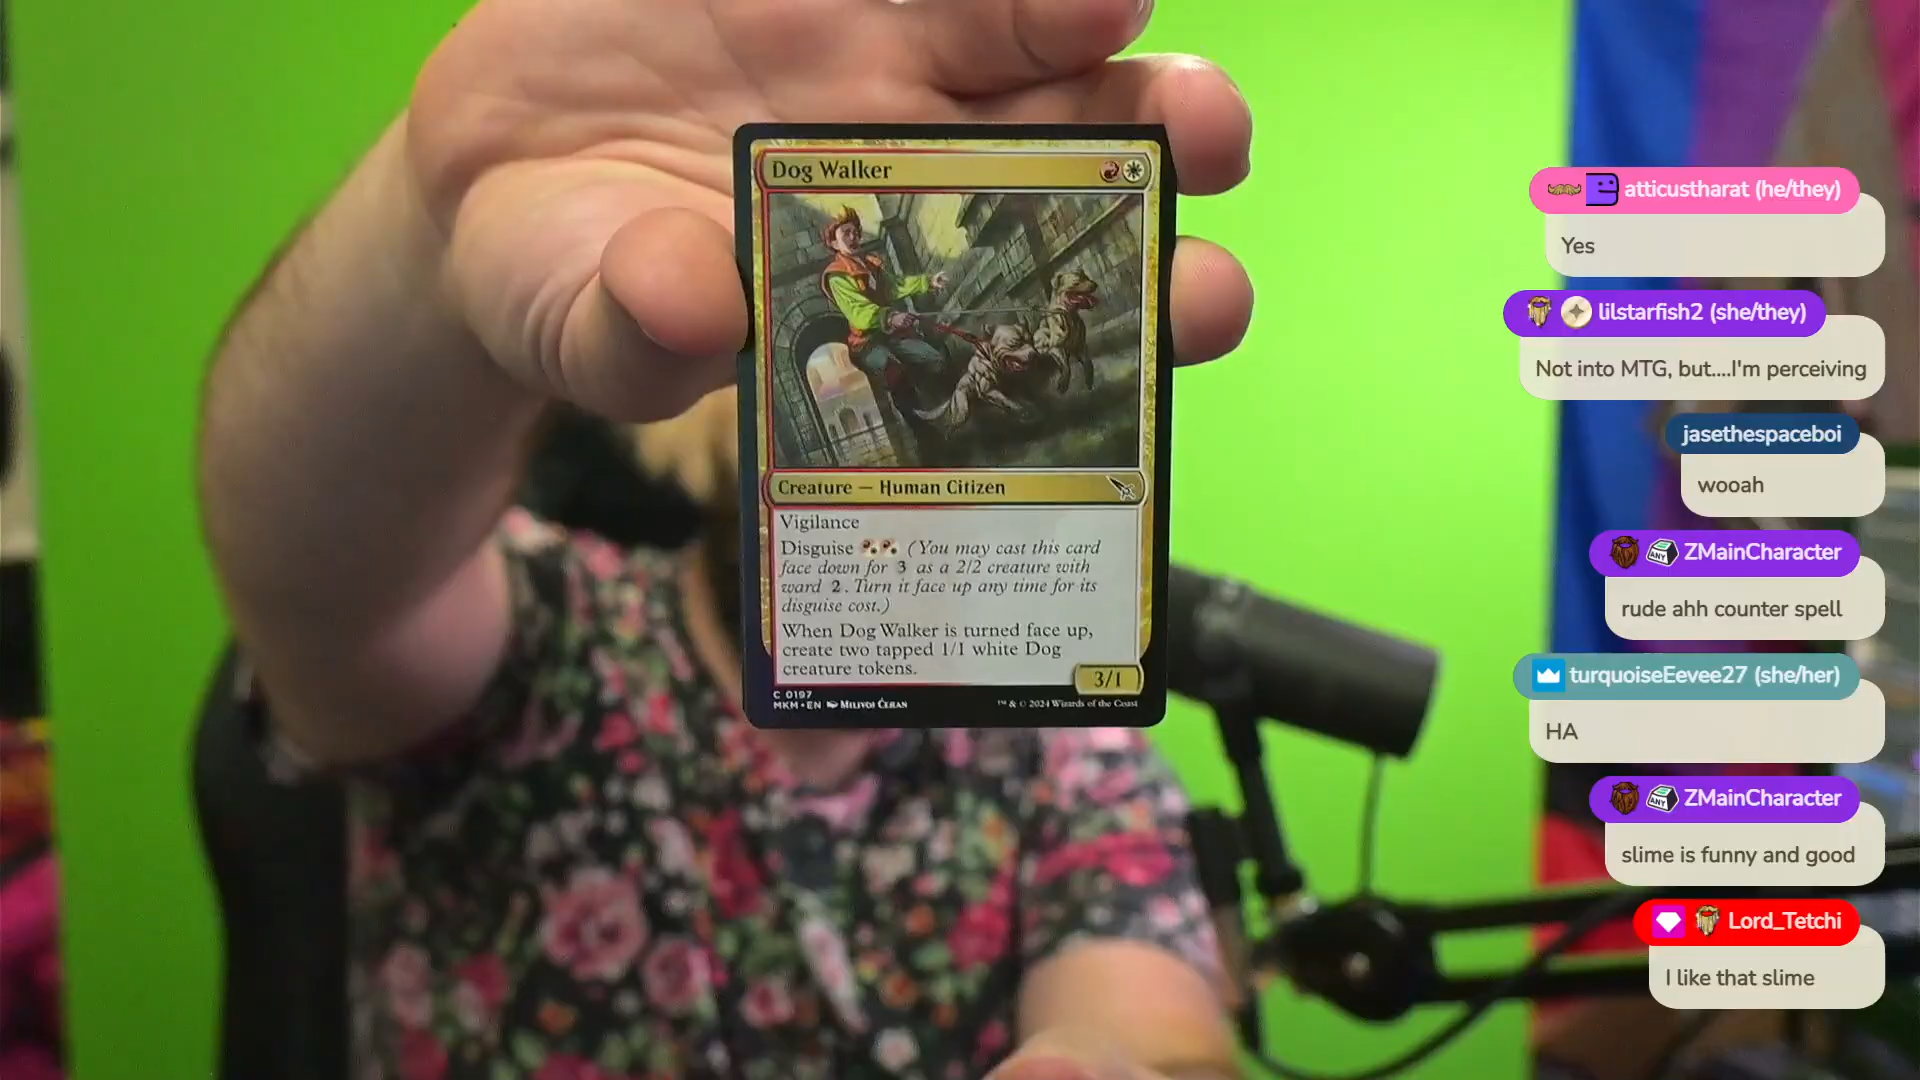 Dog Walker
Creature — Human Citizen
Vigilance
Disguise (You may cast this card
face down for 3 as a 2/2 creature with
ward 2. Turn it face up any time for its
disguise cost.)
When Dog Walker is turned face up,
create two tapped 1/1 white Dog
creature tokens.
3/1
C 0197
MKM • EN MILIVOJ ĆERAN
™ & © 2024 Wizards of the Coast
atticustharat (he/they)
Yes
lilstarfish2 (she/they)
Not into MTG, but....I'm perceiving
jasethespaceboi
wooah
ANY ZMainCharacter
rude ahh counter spell
turquoiseEevee27 (she/her)
HA
ANY ZMainCharacter
slime is funny and good
Lord_Tetchi
I like that slime